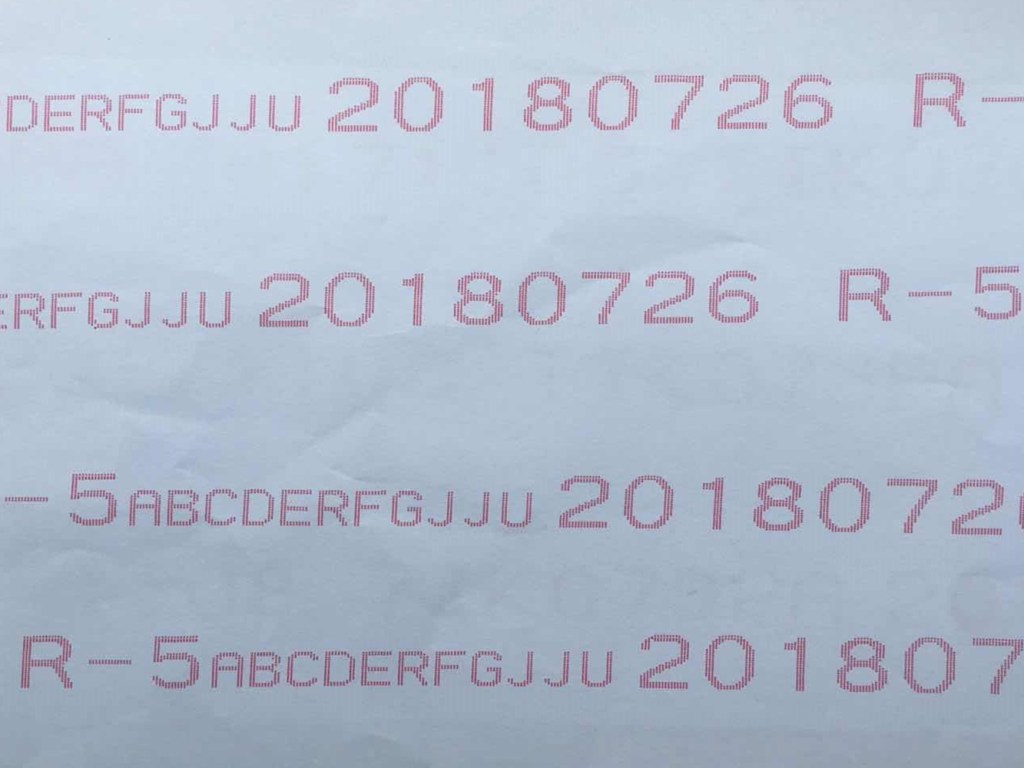 DERFGJJU 20180726 R-
ERFGJJU 20180726 R-5
-5ABCDERFGJJU 2018072
R-5ABCDERFGJJU 201807